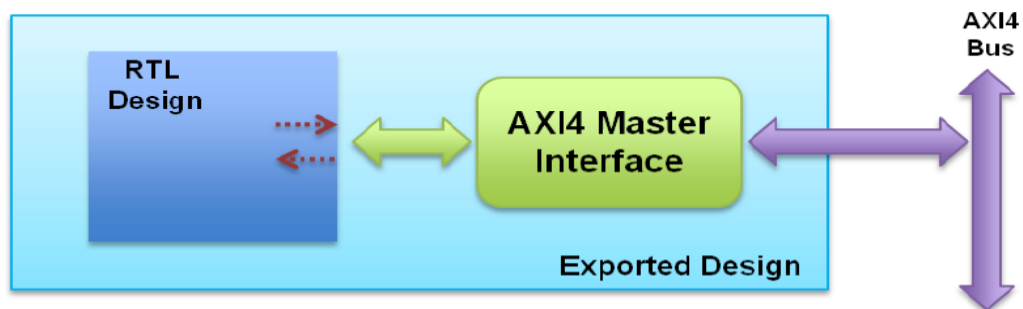 RTL
Design
AXI4 Master
Interface
Exported Design
AXI4
Bus